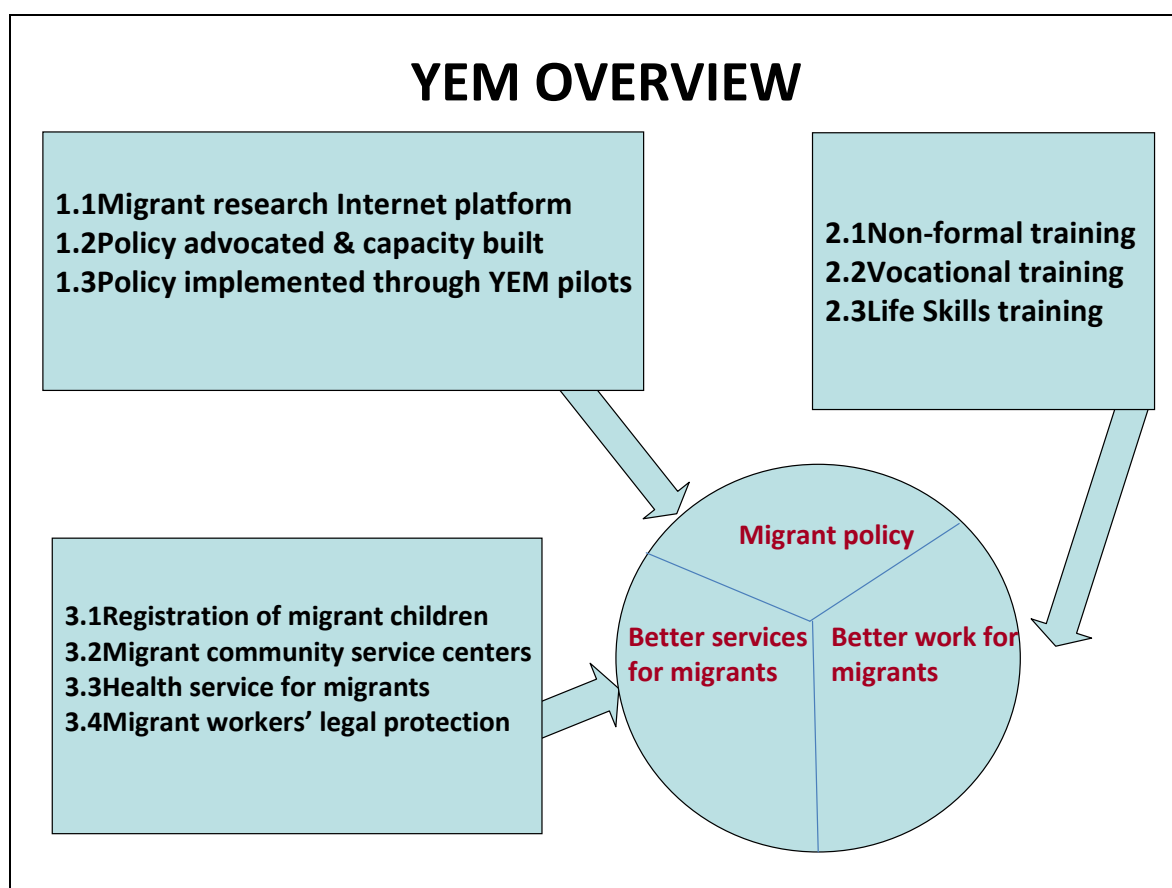 YEM OVERVIEW
1.1Migrant research Internet platform
1.2Policy advocated & capacity built
1.3Policy implemented through YEM pilots
2.1Non-formal training
2.2Vocational training
2.3Life Skills training
3.1Registration of migrant children
3.2Migrant community service centers
3.3Health service for migrants
3.4Migrant workers’ legal protection
Migrant policy
Better services
for migrants
Better work for
migrants